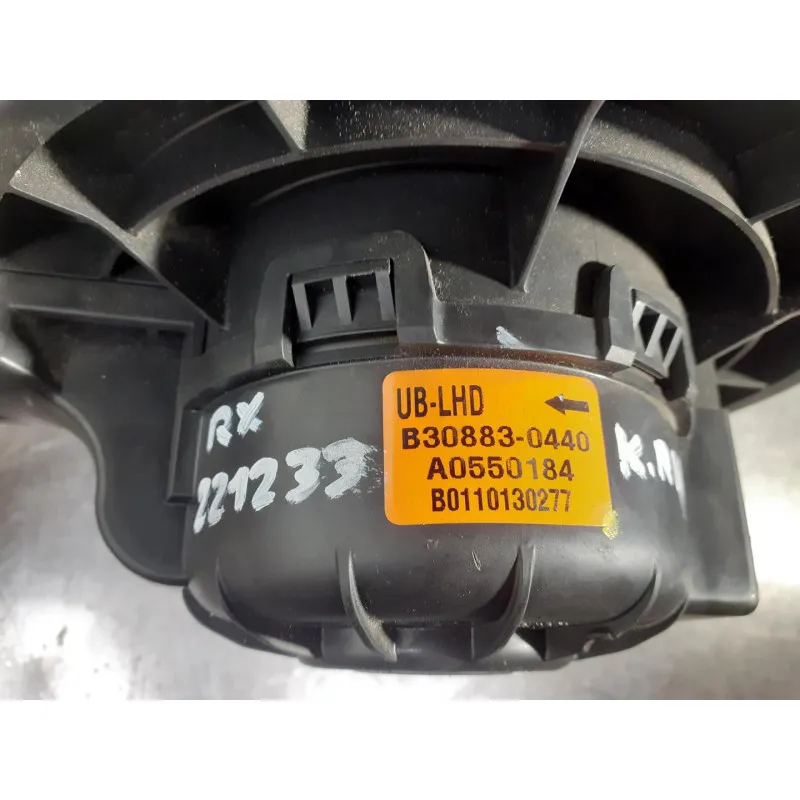 UB-LHD ←
B30883-0440
A0550184
B0110130277
RX
221233